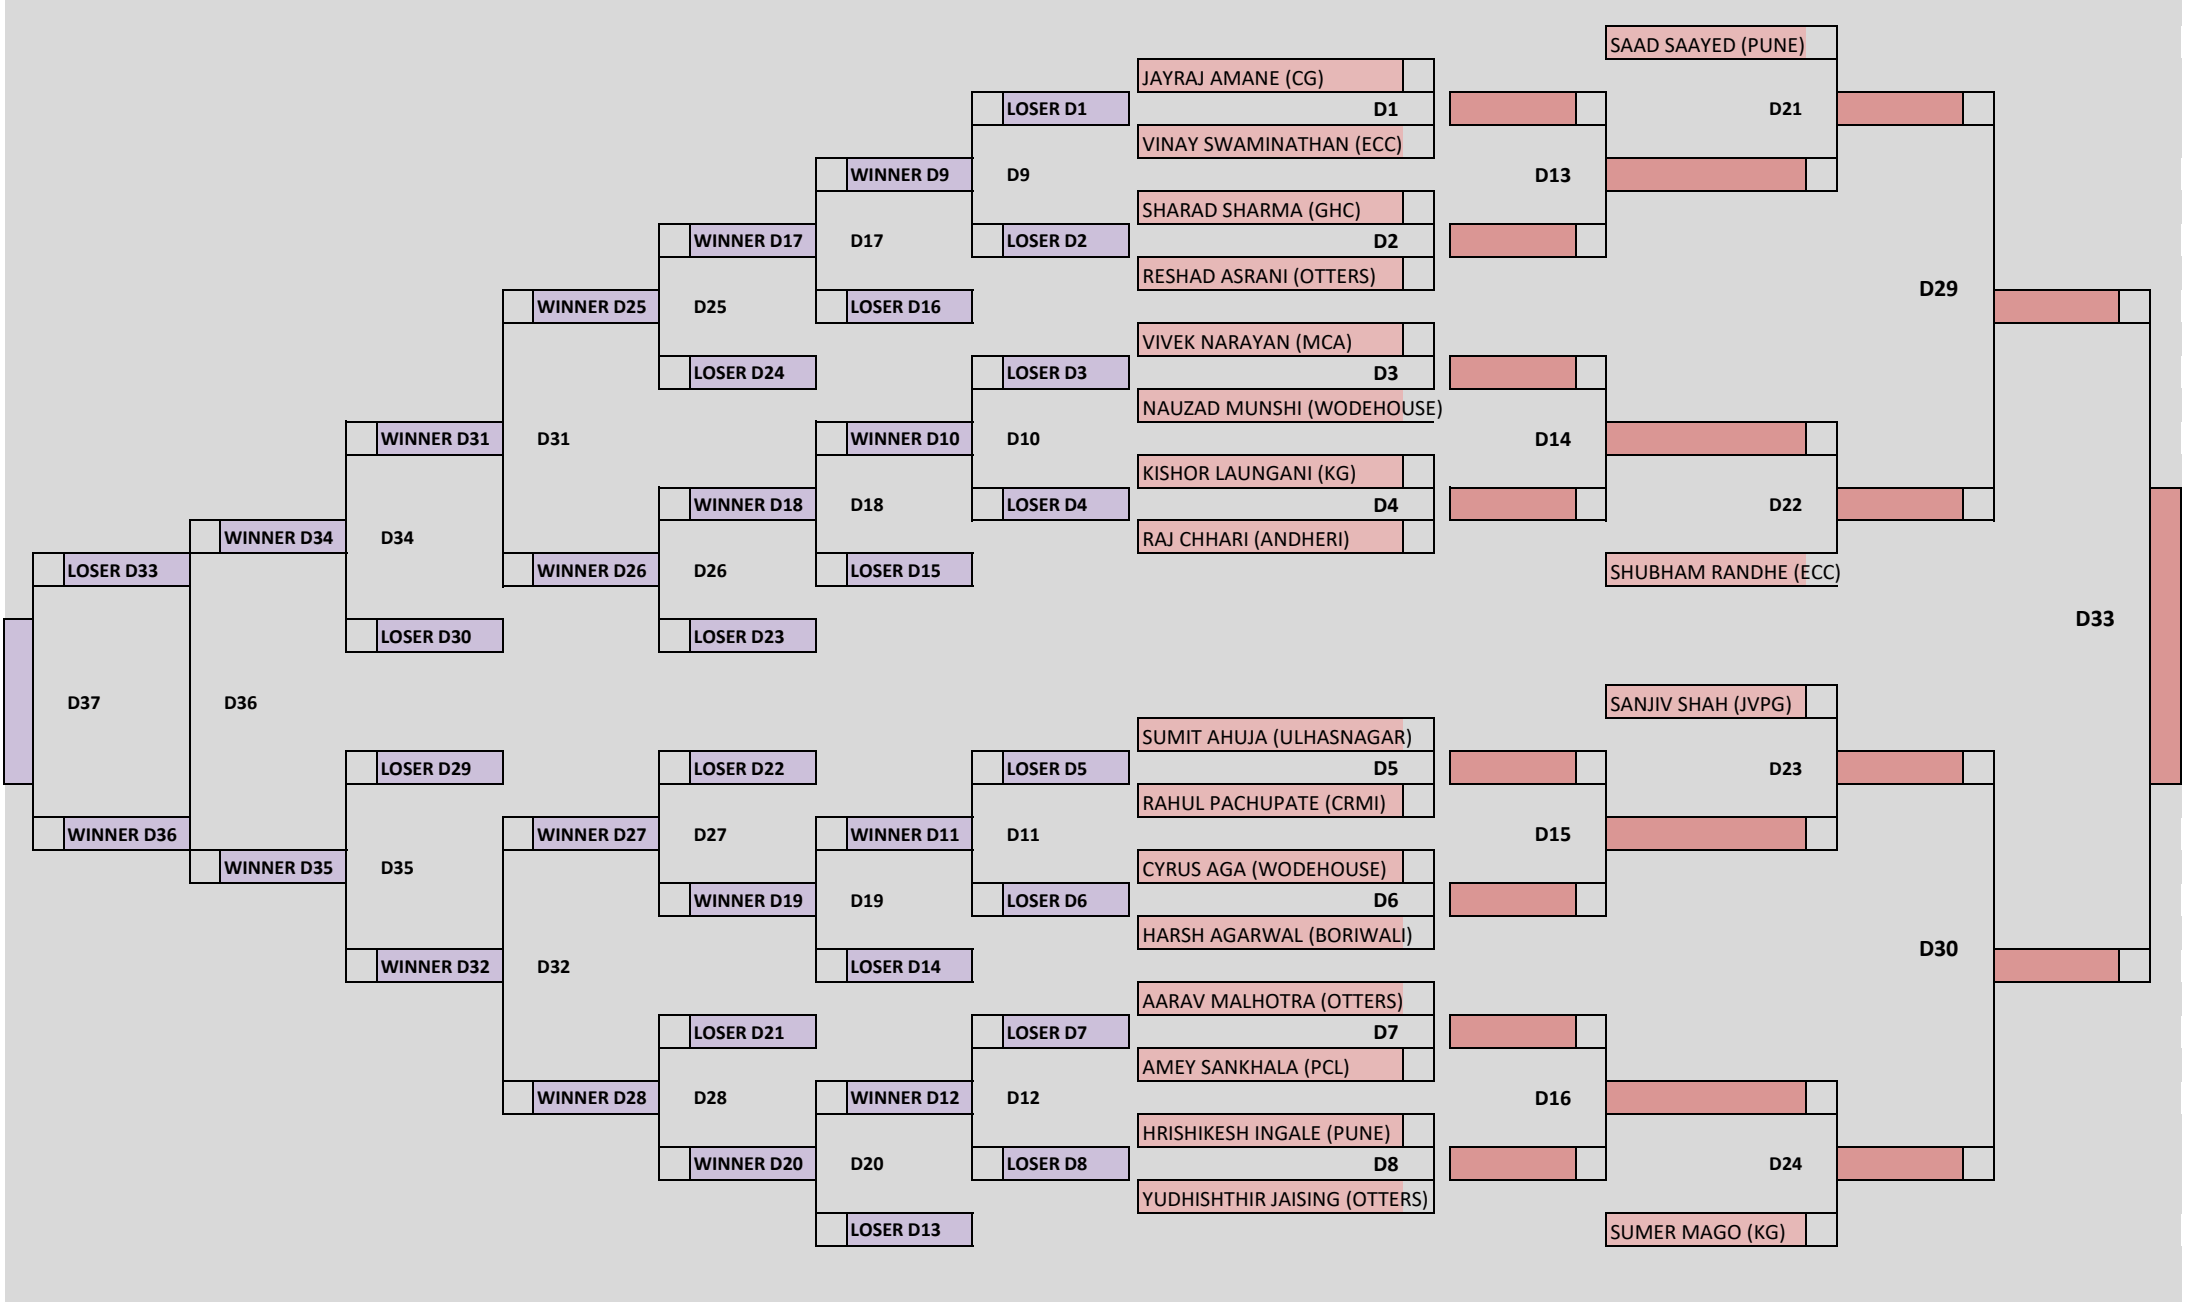 SAAD SAAYED (PUNE)
JAYRAJ AMANE (CG)
LOSER D1 D1 D21
VINAY SWAMINATHAN (ECC)
WINNER D9 D9 D13
SHARAD SHARMA (GHC)
WINNER D17 D17 LOSER D2 D2
RESHAD ASRANI (OTTERS)
D29
WINNER D25 D25 LOSER D16
VIVEK NARAYAN (MCA)
LOSER D24 LOSER D3 D3
NAUZAD MUNSHI (WODEHOUSE)
WINNER D31 D31 WINNER D10 D10 D14
KISHOR LAUNGANI (KG)
WINNER D18 D18 LOSER D4 D4 D22
WINNER D34 D34 RAJ CHHARI (ANDHERI)
LOSER D33 WINNER D26 D26 LOSER D15 SHUBHAM RANDHE (ECC)
D33
LOSER D30 LOSER D23
D37 D36 SANJIV SHAH (JVPG)
SUMIT AHUJA (ULHASNAGAR)
LOSER D29 LOSER D22 LOSER D5 D5 D23
RAHUL PACHUPATE (CRMI)
WINNER D36 WINNER D27 D27 WINNER D11 D11 D15
WINNER D35 D35 CYRUS AGA (WODEHOUSE)
WINNER D19 D19 LOSER D6 D6
HARSH AGARWAL (BORIWALI)
D30
WINNER D32 D32 LOSER D14
AARAV MALHOTRA (OTTERS)
LOSER D21 LOSER D7 D7
AMEY SANKHALA (PCL)
WINNER D28 D28 WINNER D12 D12 D16
HRISHIKESH INGALE (PUNE)
WINNER D20 D20 LOSER D8 D8 D24
YUDHISHTHIR JAISING (OTTERS)
LOSER D13 SUMER MAGO (KG)